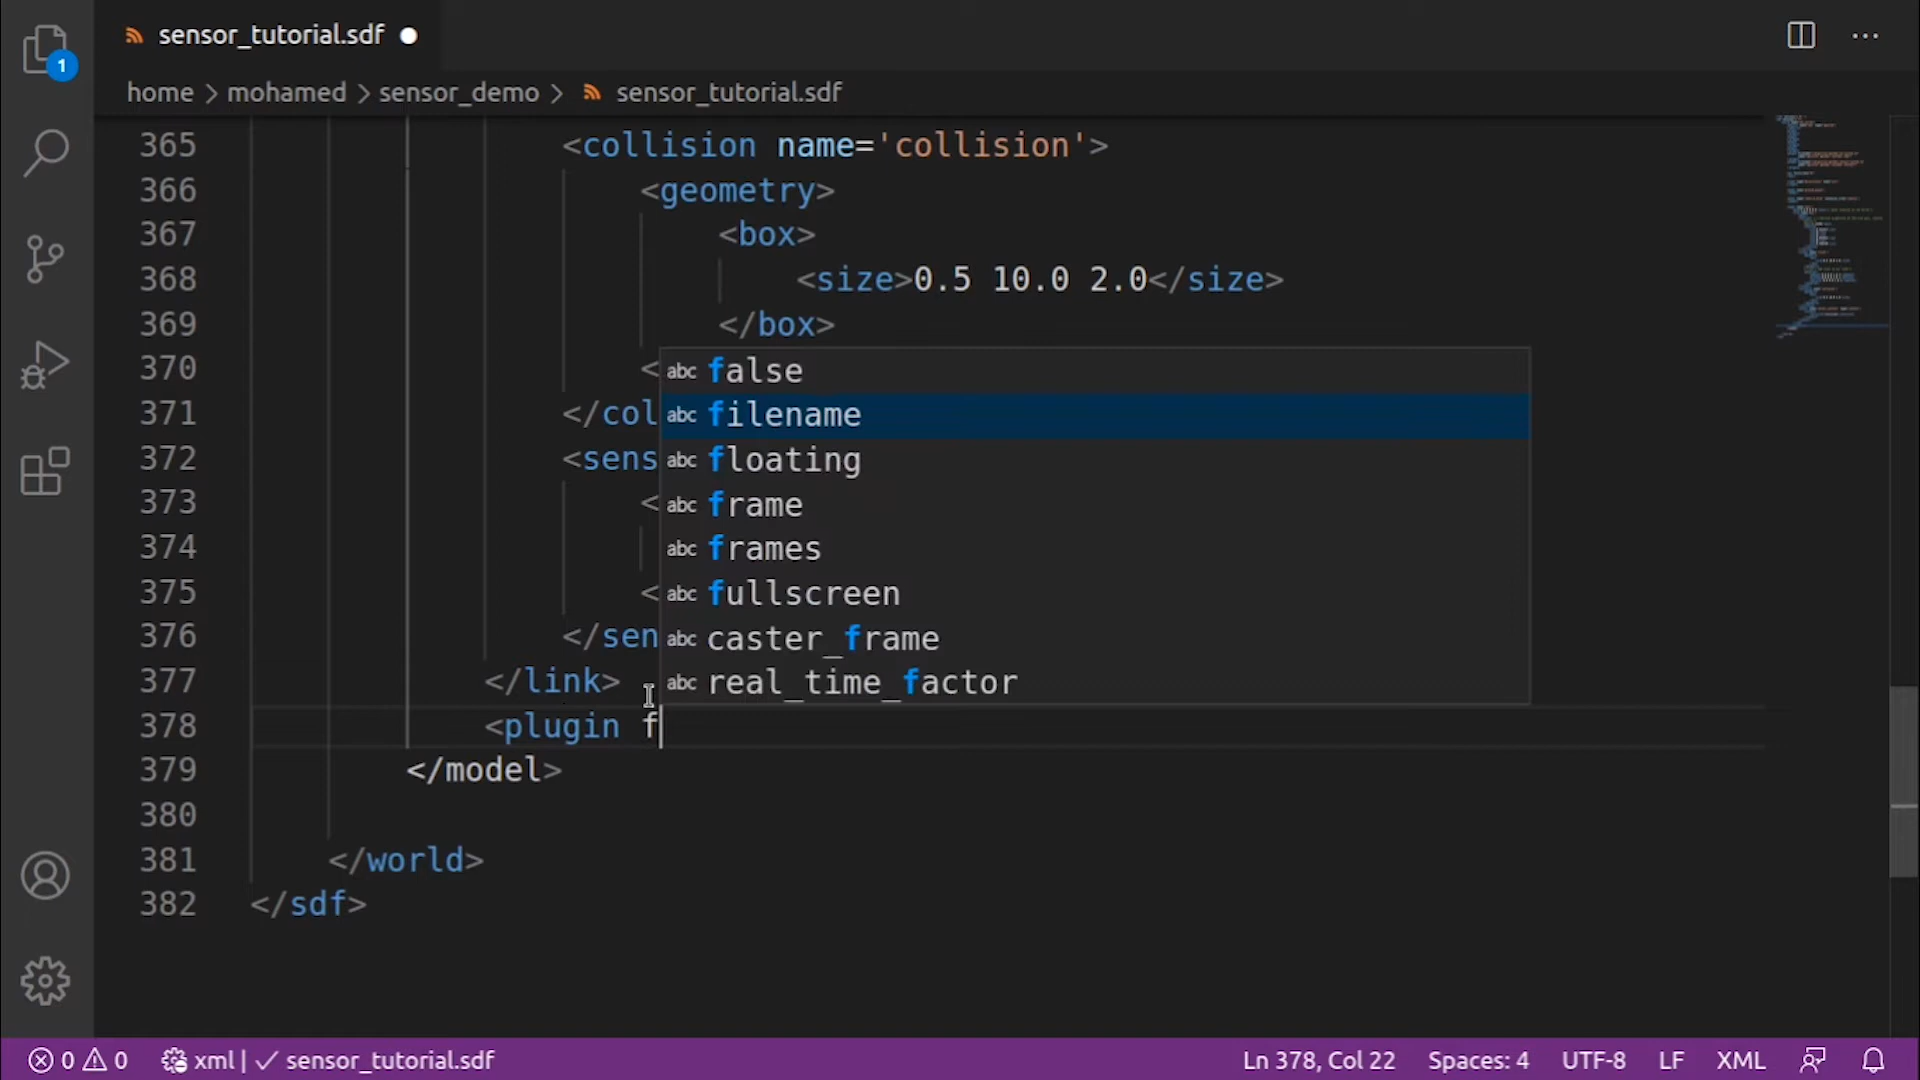 sensor_tutorial.sdf
1
home > mohamed > sensor_demo > sensor_tutorial.sdf
365 <collision name='collision'>
366 <geometry>
367 <box>
368 <size>0.5 10.0 2.0</size>
369 </box>
370 < abc false
371 </col abc filename
372 <sens abc floating
373 < abc frame
374 abc frames
375 < abc fullscreen
376 </sen abc caster_frame
377 </link> abc real_time_factor
378 <plugin f
379 </model>
380
381 </world>
382 </sdf>
0 0 xml | ✓ sensor_tutorial.sdf Ln 378, Col 22 Spaces: 4 UTF-8 LF XML